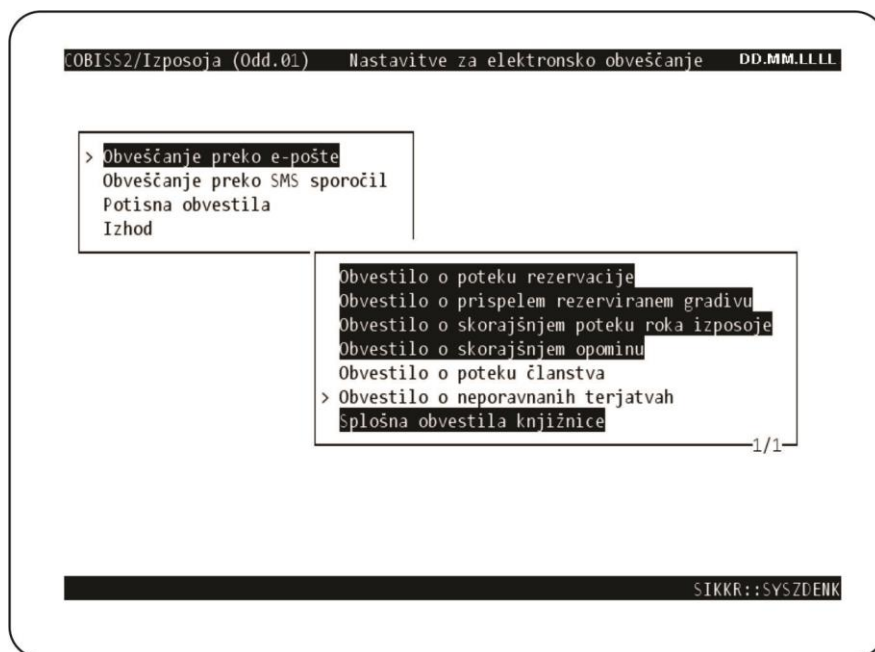 COBISS2/Izposoja (Odd.01) Nastavitve za elektronsko obveščanje DD.MM.LLLL
> Obveščanje preko e-pošte
Obveščanje preko SMS sporočil
Potisna obvestila
Izhod
Obvestilo o poteku rezervacije
Obvestilo o prispelem rezerviranem gradivu
Obvestilo o skorajšnjem poteku roka izposoje
Obvestilo o skorajšnjem opominu
Obvestilo o poteku članstva
> Obvestilo o neporavnanih terjatvah
Splošna obvestila knjižnice
1/1
SIKKR::SYSZDENK